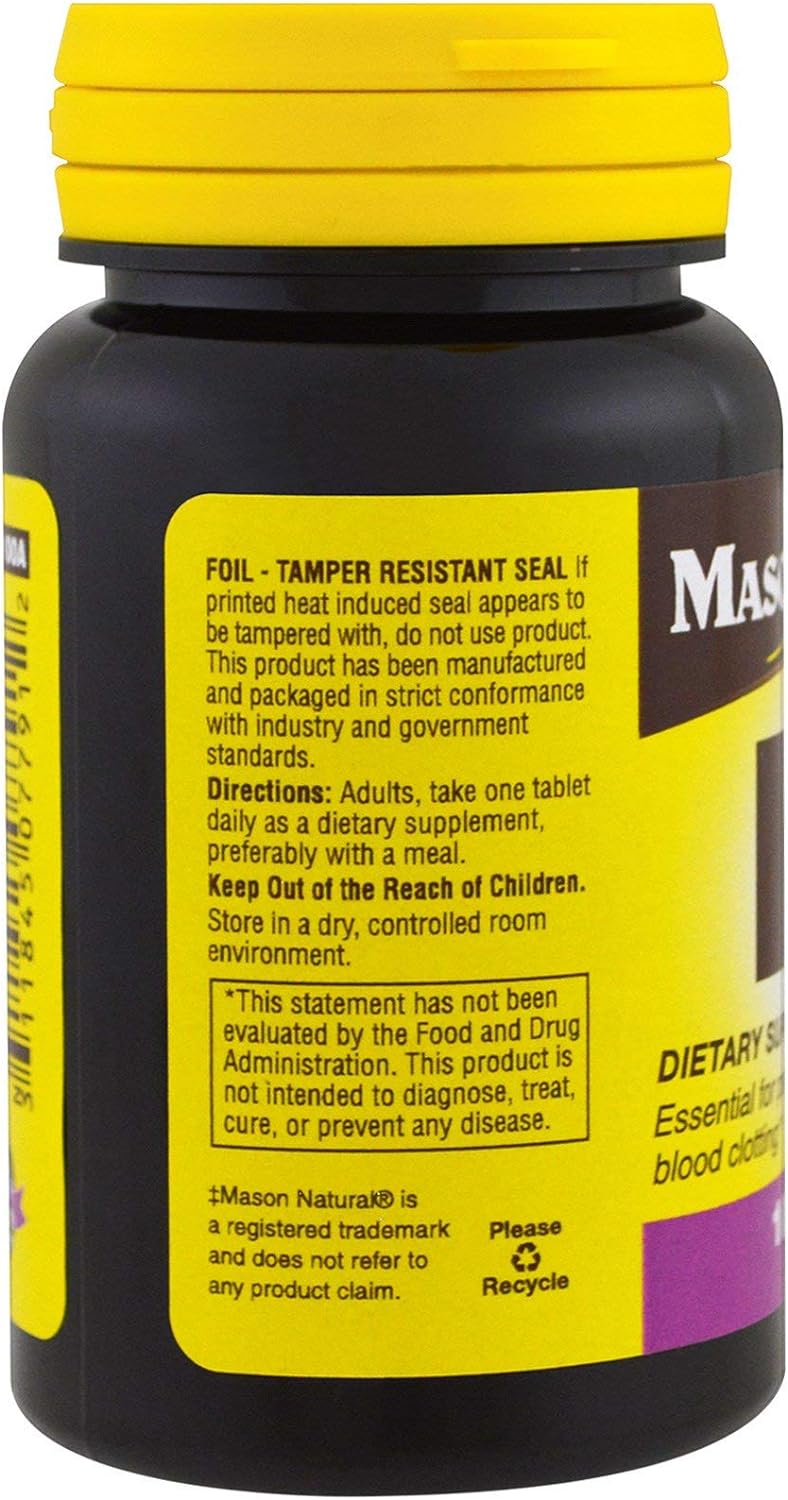 FOIL - TAMPER RESISTANT SEAL If
printed heat induced seal appears to
be tampered with, do not use product.
This product has been manufactured
and packaged in strict conformance
with industry and government
standards.
Directions: Adults, take one tablet
daily as a dietary supplement,
preferably with a meal.
Keep Out of the Reach of Children.
Store in a dry, controlled room
environment.
*This statement has not been
evaluated by the Food and Drug
Administration. This product is
not intended to diagnose, treat,
cure, or prevent any disease.
‡Mason Natural® is
a registered trademark
and does not refer to
any product claim.
Please
Recycle
DIETARY
Essential for
blood clotting